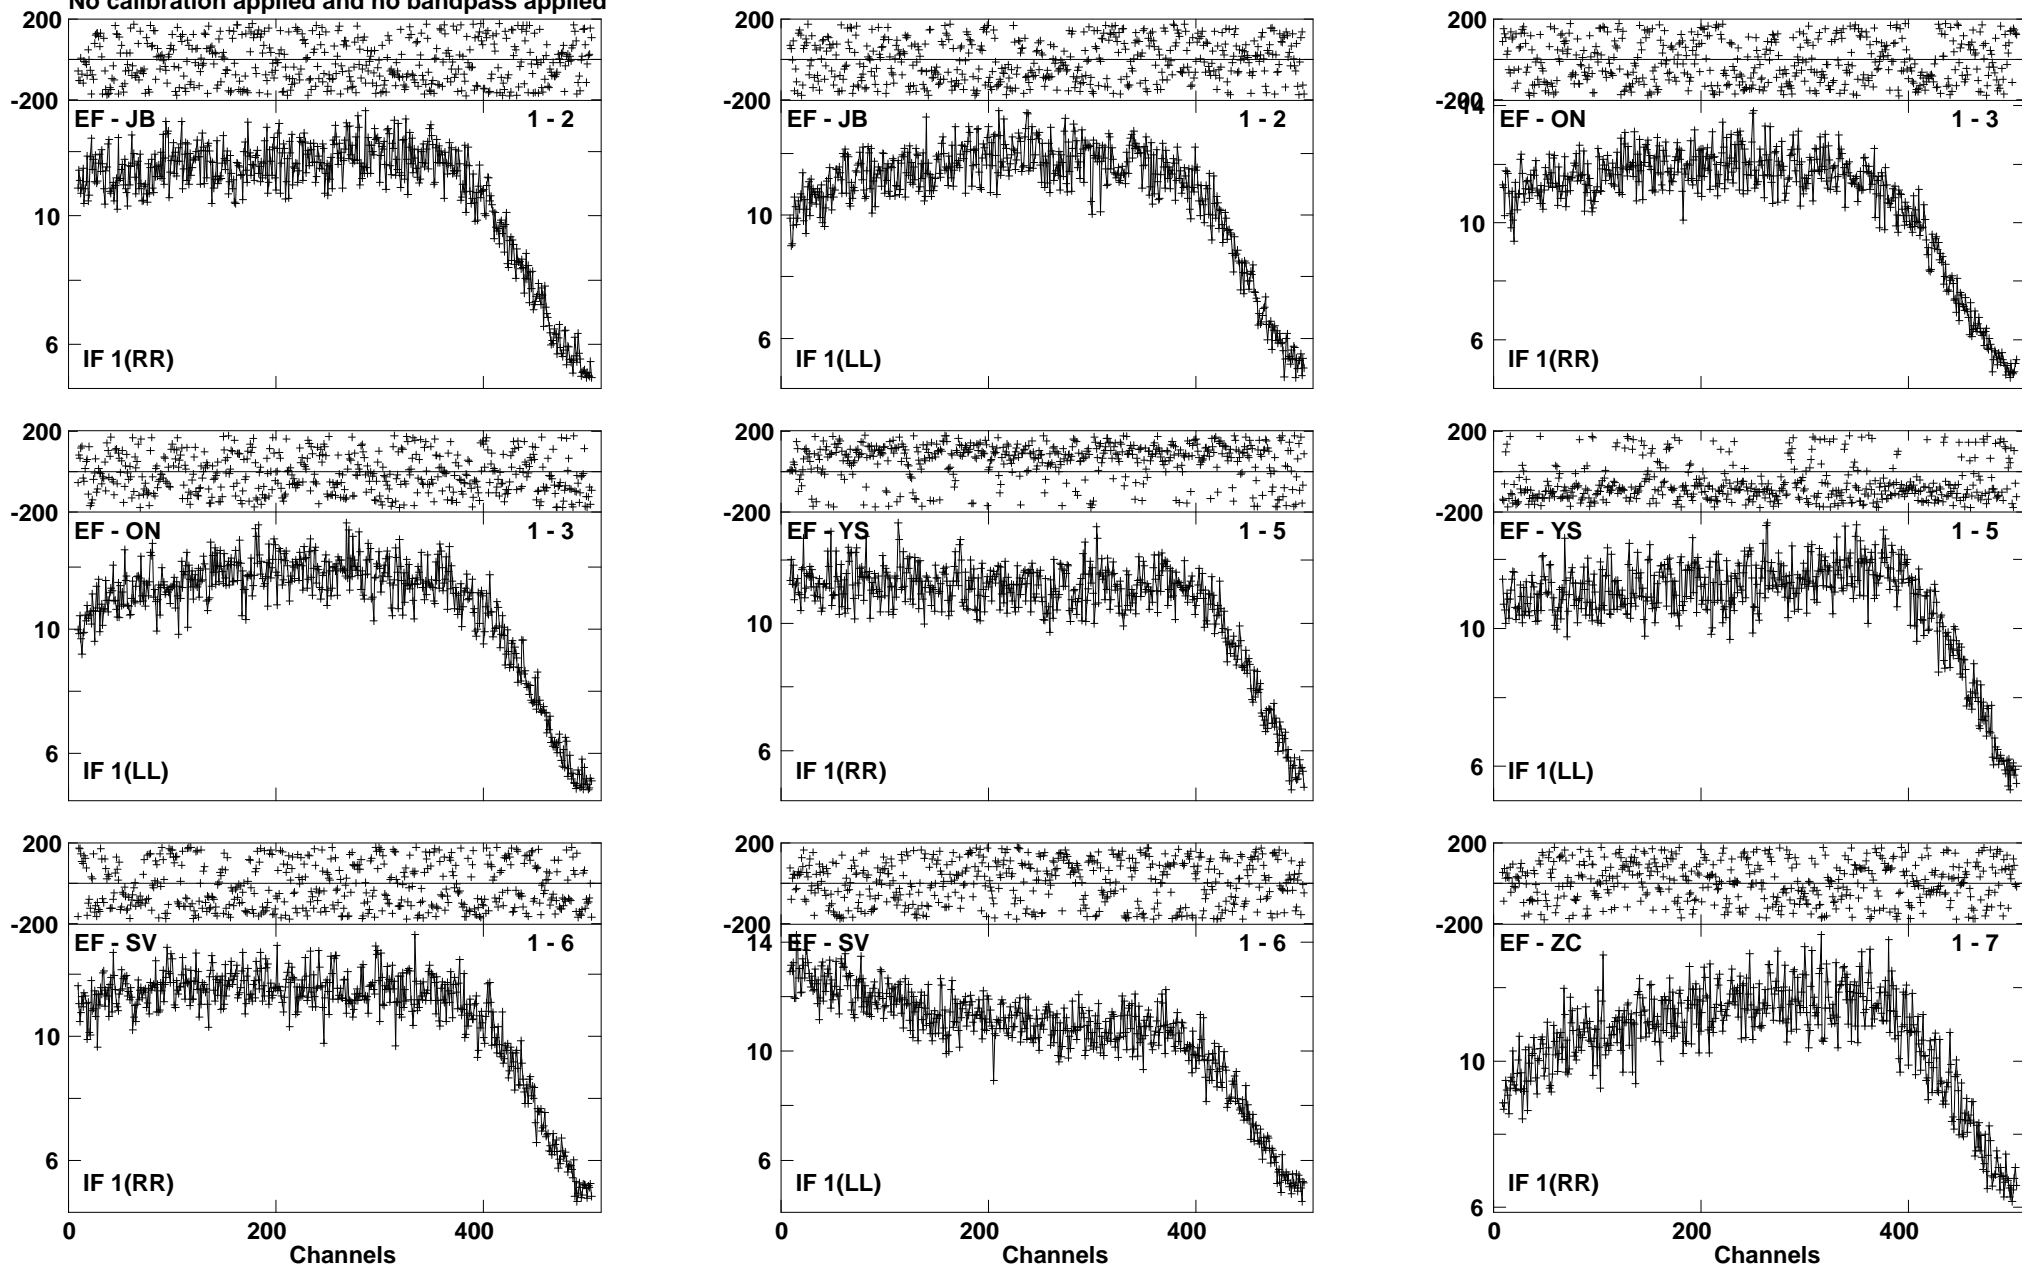 No calibration applied and no bandpass applied
200 200 200
-200 -200 -200
14
EF - JB 1 - 2 EF - JB 1 - 2 EF - ON 1 - 3
10 10 10
6 6 6
IF 1(RR) IF 1(LL) IF 1(RR)
200 200 200
-200 -200 -200
EF - ON 1 - 3 EF - YS 1 - 5 EF - YS 1 - 5
10 10 10
6 6 6
IF 1(LL) IF 1(RR) IF 1(LL)
200 200 200
-200 -200 -200
EF - SV 1 - 6 14 EF - SV 1 - 6 EF - ZC 1 - 7
10 10 10
6 6 6
IF 1(RR) IF 1(LL) IF 1(RR)
0 200 400 0 200 400 0 200 400
Channels Channels Channels